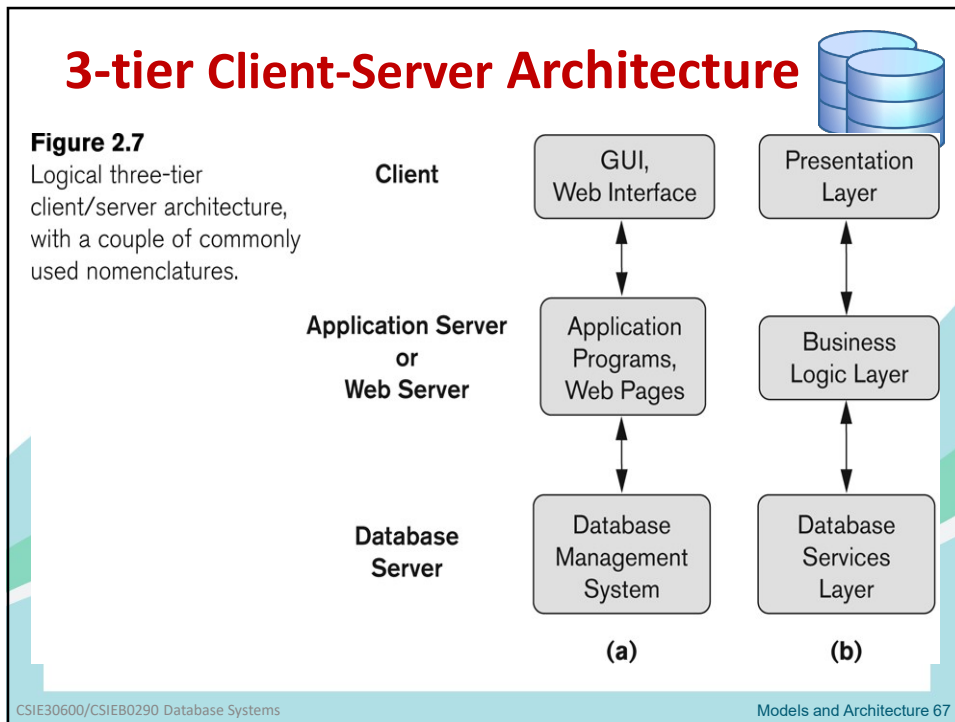 3-tier Client-Server Architecture
Figure 2.7
Logical three-tier
client/server architecture,
with a couple of commonly
used nomenclatures.
Client
GUI,
Web Interface
Presentation
Layer
Application Server
or
Web Server
Application
Programs,
Web Pages
Business
Logic Layer
Database
Server
Database
Management
System
Database
Services
Layer
(a)
(b)
CSIE30600/CSIEB0290 Database Systems
Models and Architecture 67